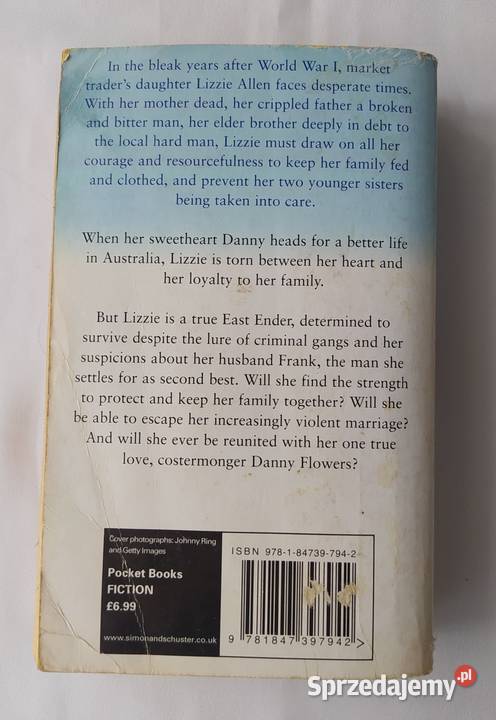 In the bleak years after World War I, market
trader's daughter Lizzie Allen faces desperate times.
With her mother dead, her crippled father a broken
and bitter man, her elder brother deeply in debt to
the local hard man, Lizzie must draw on all her
courage and resourcefulness to keep her family fed
and clothed, and prevent her two younger sisters
being taken into care.
When her sweetheart Danny heads for a better life
in Australia, Lizzie is torn between her heart and
her loyalty to her family.
But Lizzie is a true East Ender, determined to
survive despite the lure of criminal gangs and her
suspicions about her husband Frank, the man she
settles for as second best. Will she find the strength
to protect and keep her family together? Will she
be able to escape her increasingly violent marriage?
And will she ever be reunited with her one true
love, costermonger Danny Flowers?
Cover photographs: Johnny Ring
and Getty Images
Pocket Books
FICTION
£6.99
www.simonandschuster.co.uk
ISBN 978-1-84739-794-2
9 781847 397942 >
Sprzedajemy.pl